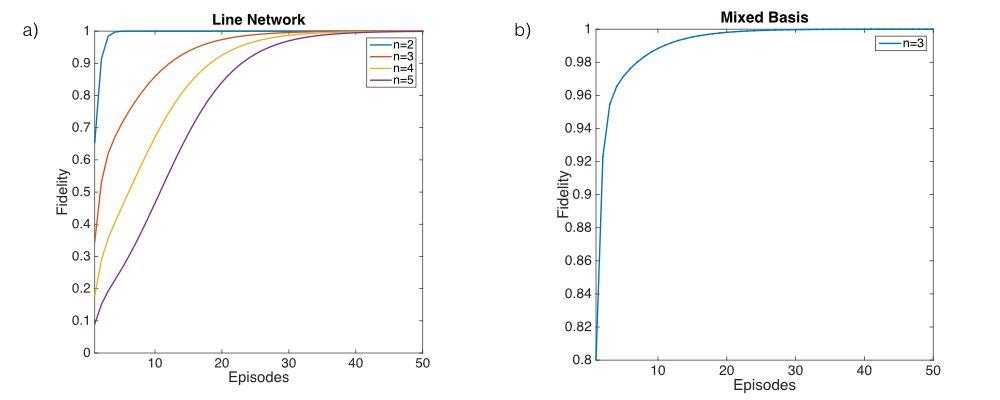 a)
Line Network
1
0.9
0.8
0.7
0.6
0.5
0.4
0.3
0.2
0.1
0
Fidelity
10 20 30 40 50
Episodes
n=2
n=3
n=4
n=5
b)
Mixed Basis
1
0.98
0.96
0.94
0.92
0.9
0.88
0.86
0.84
0.82
0.8
Fidelity
10 20 30 40 50
Episodes
n=3